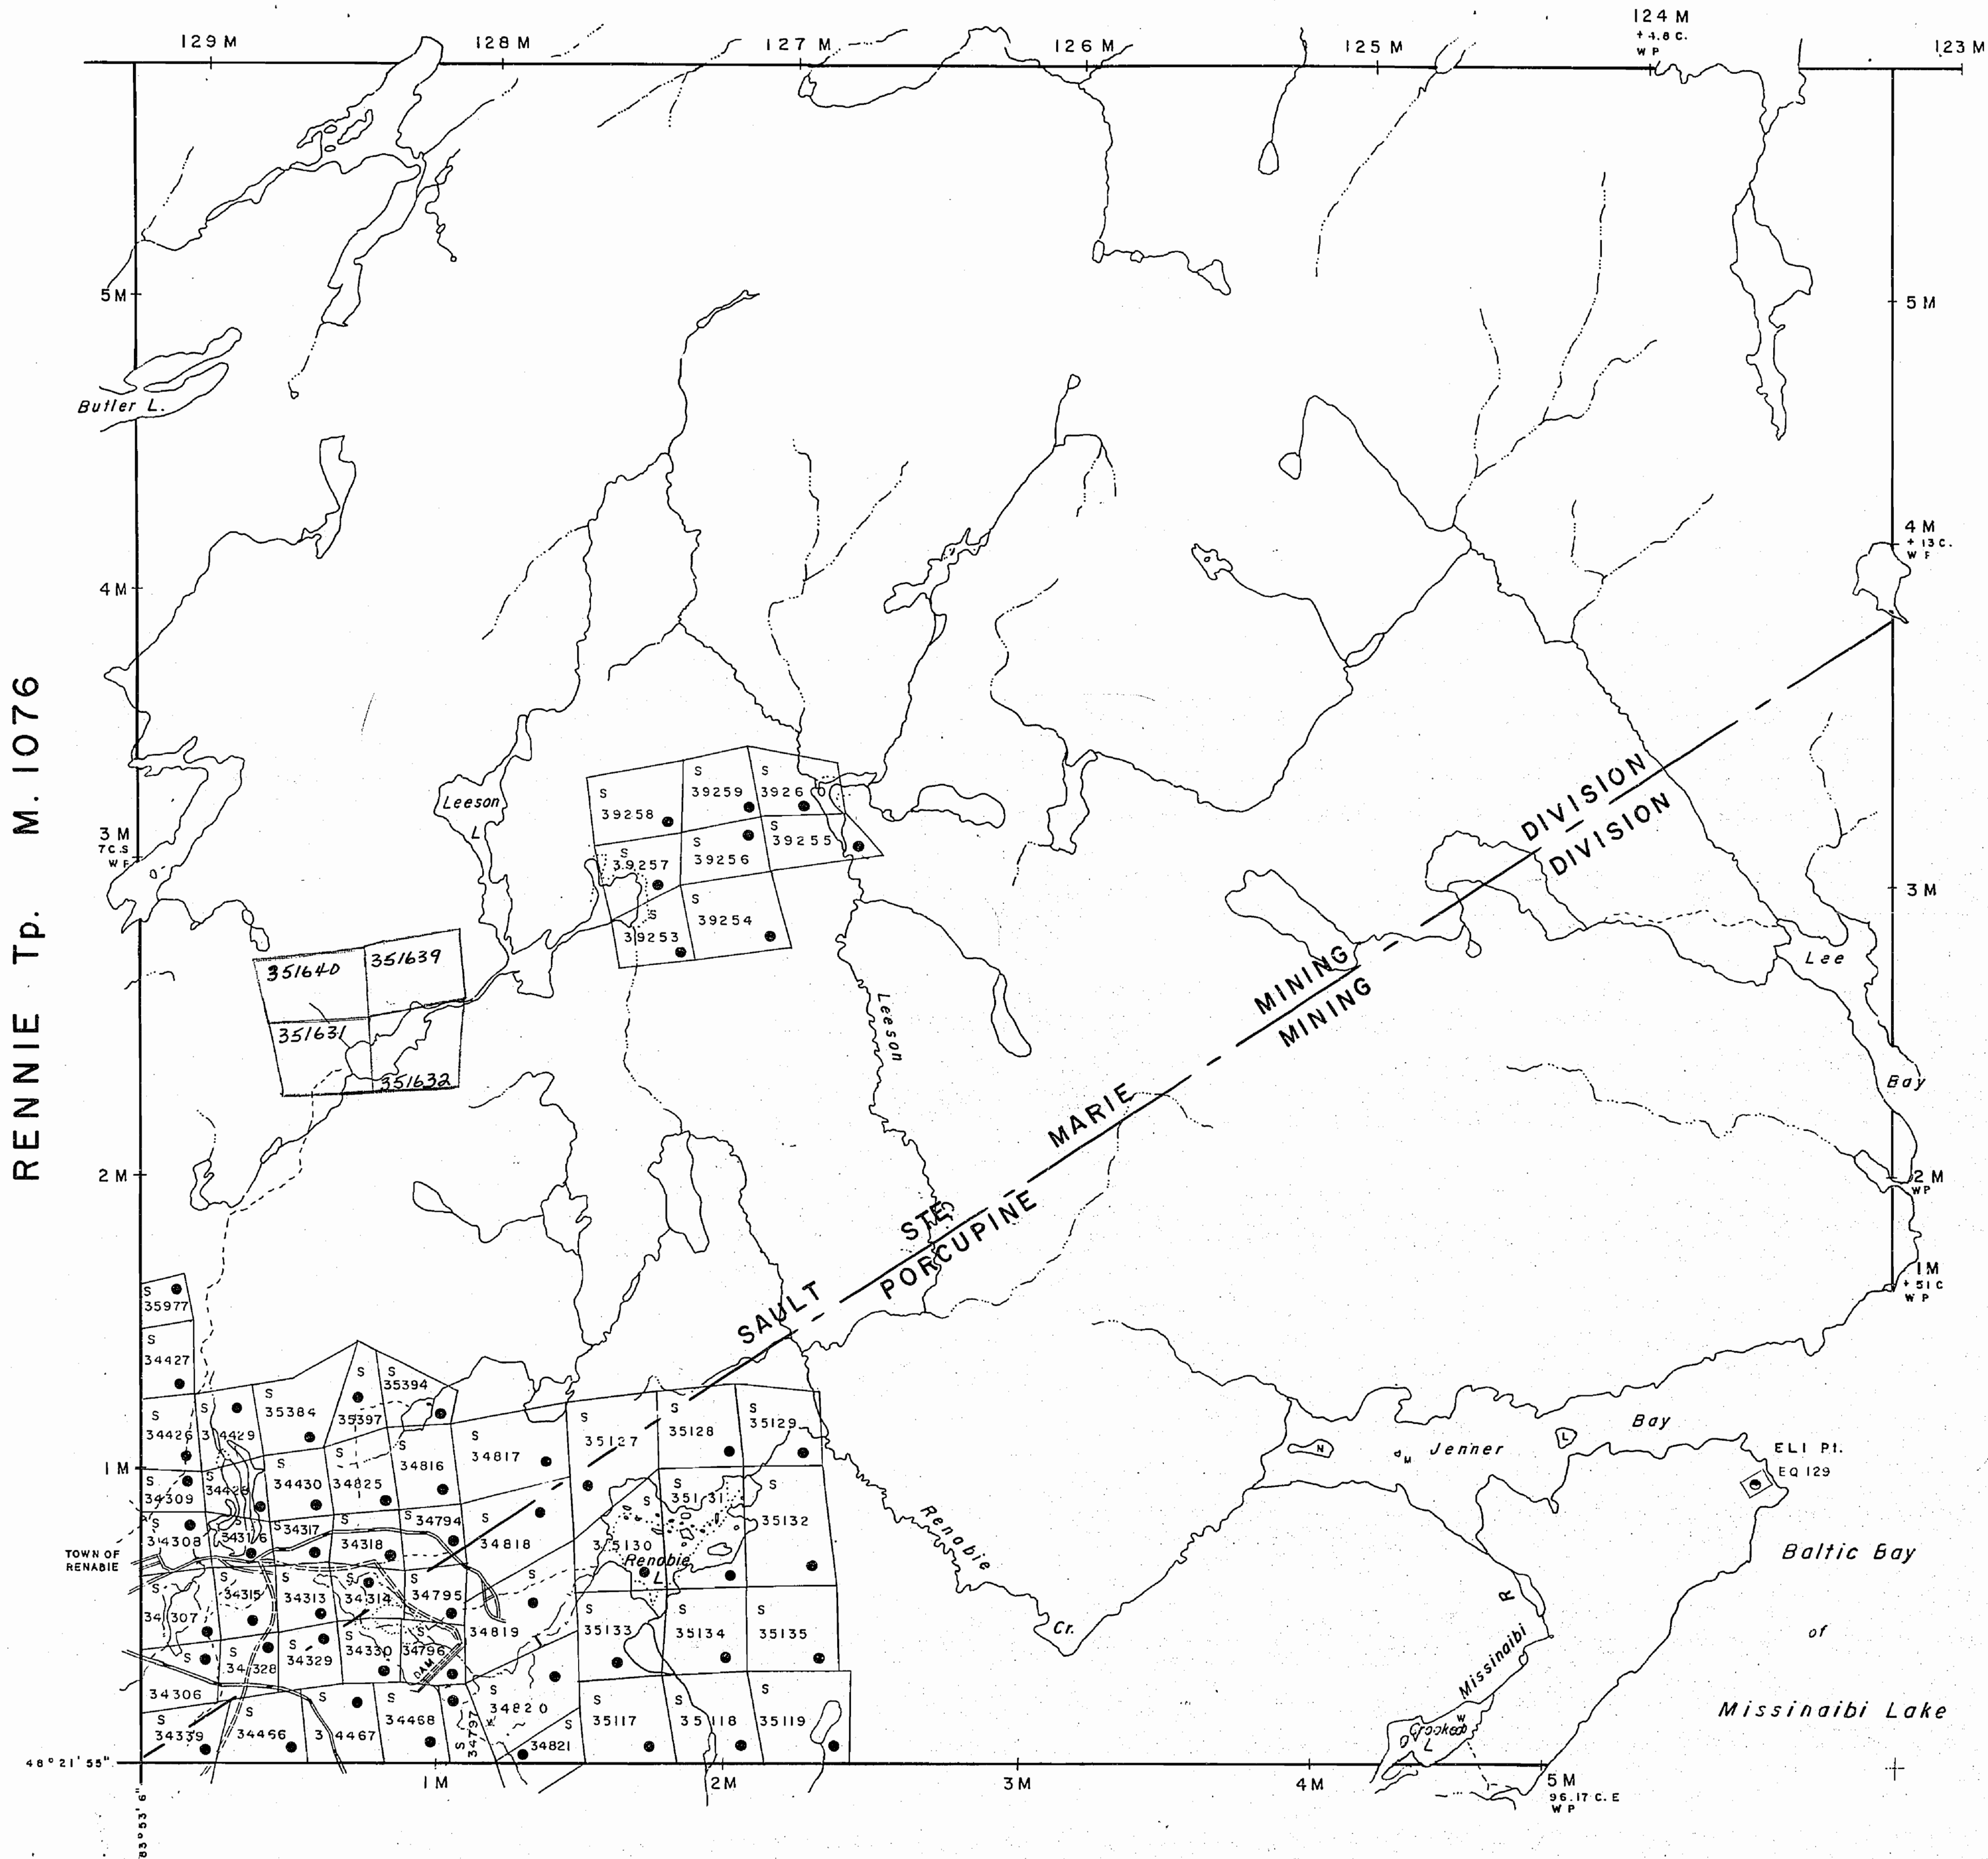 124 M
+ 4.8 C.
W P
129 M
128 M
127 M
126 M
125 M
123 M
5 M
5 M
Butler L.
4 M
+ 13 C.
4 M
RENNIE Tp. M. 1076
DIVISION
DIVISION
Leeson
L
3 M
7 C. S
S 39258
S 39259
S 3926
S 39257
S 39256
S 39255
S 39253
S 39254
3 M
Lee
Bay
351640
351639
351631
351632
Leeson
MINING
MINING
MARIE
2 M
2 M
WP
STE
PORCUPINE
SAULT
1 M
+ 51 C
W P
S 35977
S 34427
S 35394
S 35384
S 35397
S 34426
S 34429
S 35127
S 35128
S 35129
Bay
Jenner
N
M
L
ELI Pt.
EQ 129
1 M
S 34817
S 34816
S 34430
S 34825
34309
S 34428
S 35131
S 35132
S 34308
34316
S 34317
S 34318
S 34794
S 34818
S 35130
Renabie
L
Renabie
Cr.
TOWN OF
RENABIE
S 34307
S 34315
S 34313
S 34314
S 34795
34819
S 35133
S 35134
S 35135
Baltic Bay
of
Missinaibi Lake
R
Missinaibi
S 34306
S 34328
S 34329
S 34330
S 34796
DAM
S 34339
S 34466
S 34467
S 34468
S 34797
S 34820
S 34821
S 35117
S 35118
S 35119
W
Crooked
L
48° 21' 55"
1 M
2 M
3 M
4 M
5 M
96.17 C. E
W P
83° 53' 6"